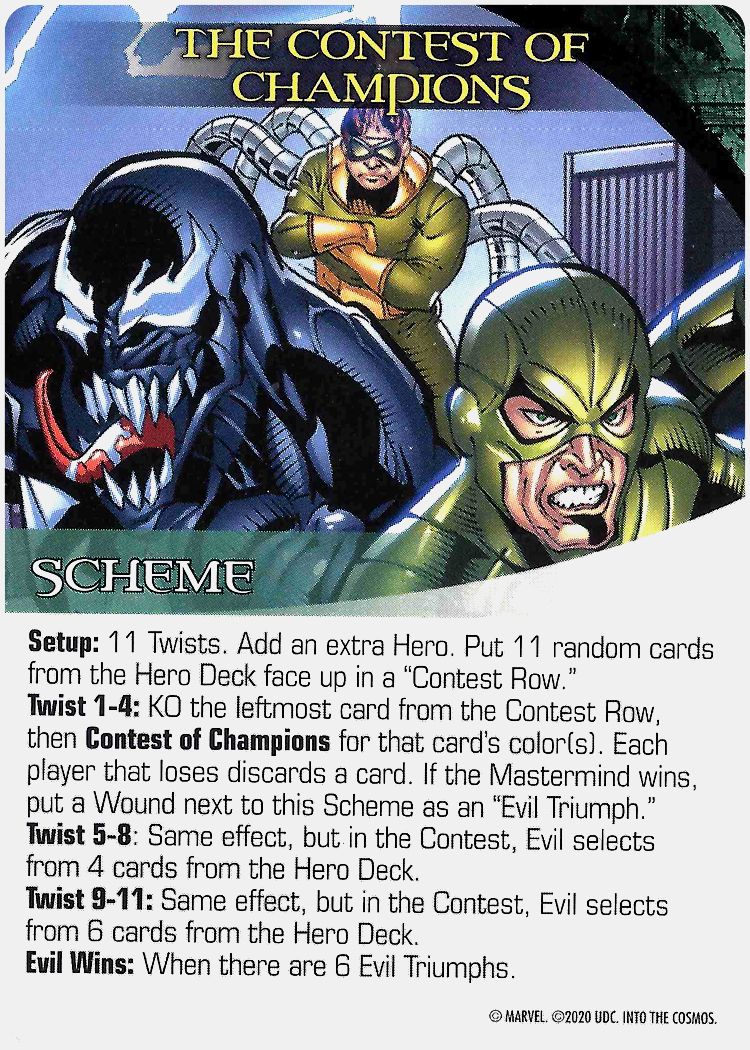 THE CONTEST OF
CHAMPIONS
SCHEME
Setup: 11 Twists. Add an extra Hero. Put 11 random cards
from the Hero Deck face up in a “Contest Row.”
Twist 1-4: KO the leftmost card from the Contest Row,
then Contest of Champions for that card's color(s). Each
player that loses discards a card. If the Mastermind wins,
put a Wound next to this Scheme as an “Evil Triumph.”
Twist 5-8: Same effect, but in the Contest, Evil selects
from 4 cards from the Hero Deck.
Twist 9-11: Same effect, but in the Contest, Evil selects
from 6 cards from the Hero Deck.
Evil Wins: When there are 6 Evil Triumphs.
© MARVEL. ©2020 UDC. INTO THE COSMOS.